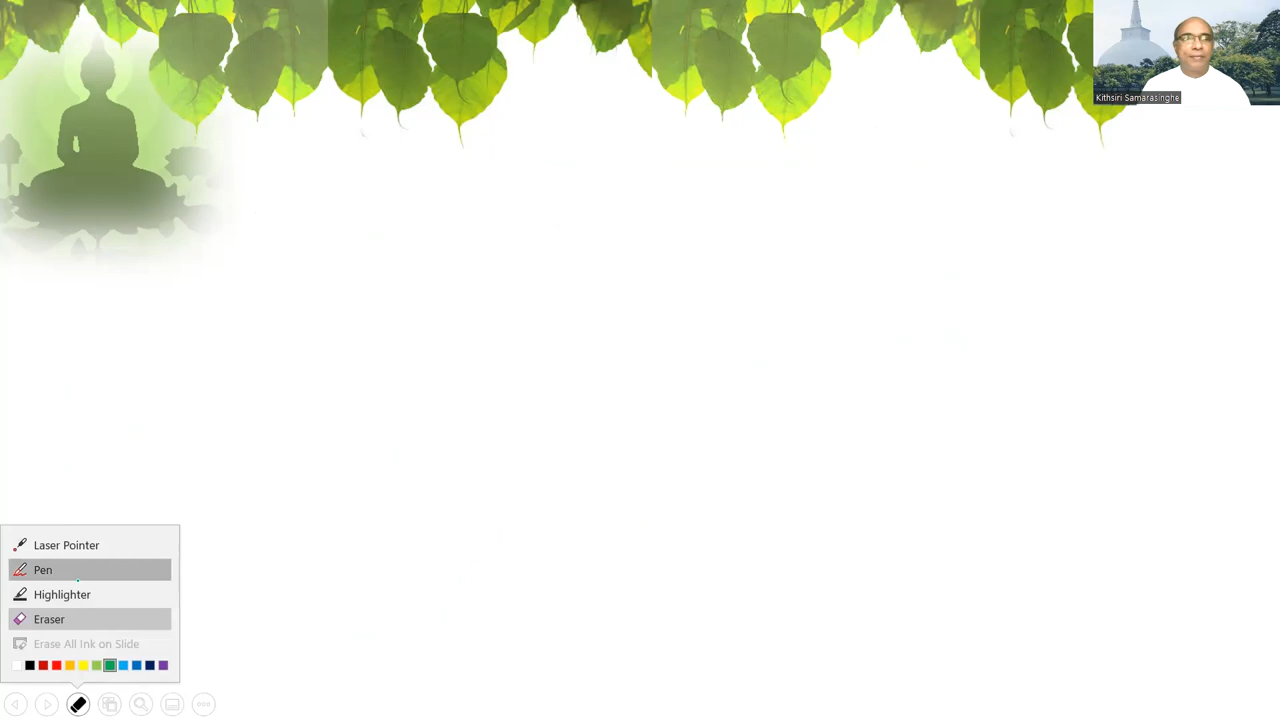 Kithsiri Samarasinghe
Laser Pointer
Pen
Highlighter
Eraser
Erase All Ink on Slide